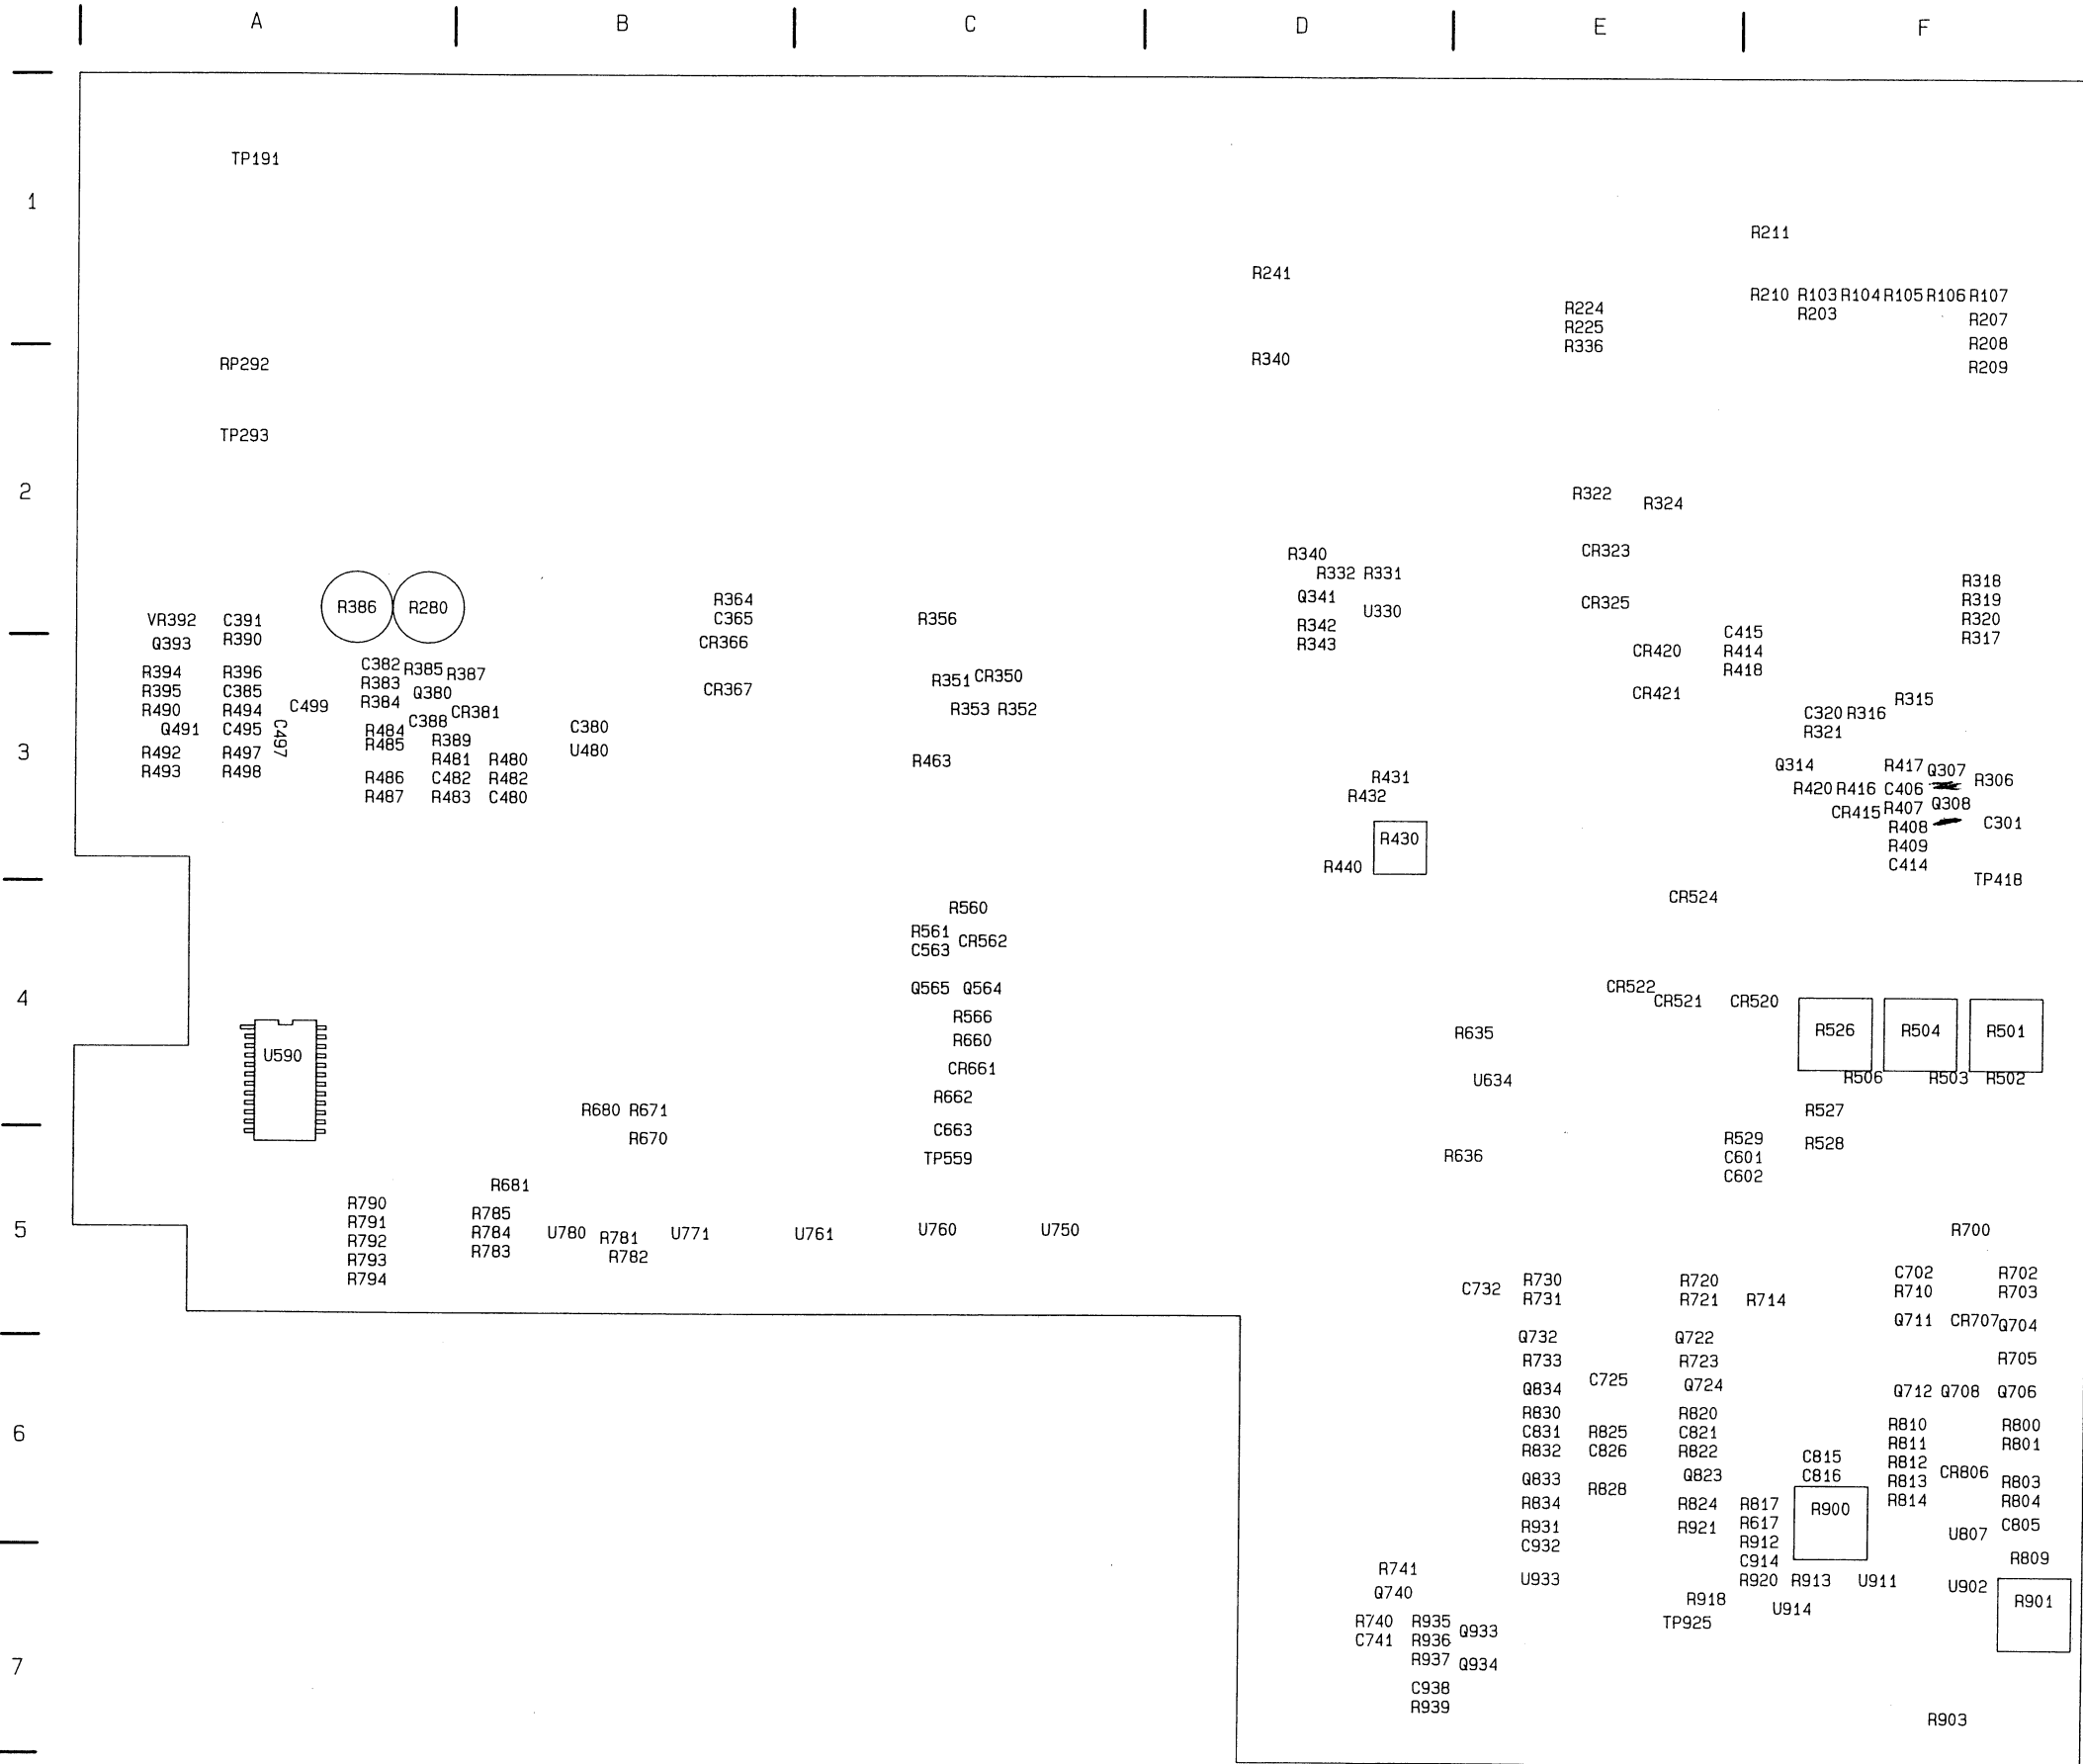 A B C D E F
TP191
1
R211
R241
R210 R103 R104 R105 R106 R107
R224 R203 R207
R225
R336 R208
RP292 R340 R209
TP293
2 R322 R324
R340 CR323
R332 R331 R318
R386 R280 R364 Q341 CR325 R319
VR392 C391 C365 R356 U330 R320
Q393 R390 CR366 R342 C415 R317
R343 CR420 R414
C382 R385 R387 R418
R394 R396 R383 R351 CR350
R395 C385 Q380 CR367 CR421
R490 R494 C499 R384 CR381 R353 R352 C320 R316 R315
Q491 C495 C497 R484 C388 C380 R321
R485 R389
3 R492 R497 R481 R480 U480 R463 Q314 R417 Q307
R493 R498 R486 C482 R482 R431 R306
R487 R483 C480 R432 R420 R416 C406
CR415 R407 Q308
R430 R408 C301
R409
R440 C414
TP418
CR524
R560
R561 CR562
C563
4 Q565 Q564 CR522 CR521 CR520
R566 R526 R504 R501
U590 R660 R635
CR661 U634 R506 R503 R502
R662
R680 R671 R527
R670 C663 R529 R528
TP559 R636 C601
C602
R681
R790 R785
R791
5 R792 R784 U780 R781 U771 U761 U760 U750 R700
R793 R783 R782
R794 C732 R730 R720 C702 R702
R731 R721 R714 R710 R703
Q711 CR707 Q704
Q732 Q722
R733 R723 R705
Q834 C725 Q724 Q712 Q708 Q706
R830 R820 R810 R800
6 C831 R825 C821 R811 R801
R832 C826 R822 C815 R812
Q833 Q823 C816 R813 CR806 R803
R834 R828 R824 R817 R900 R814 R804
R931 R921 R617 U807 C805
C932 R912
R741 C914 R809
Q740 U933 R920 R913 U911 U902
R918 U914 R901
R740 R935 Q933 TP925
C741 R936
7 R937 Q934
C938
R939
R903